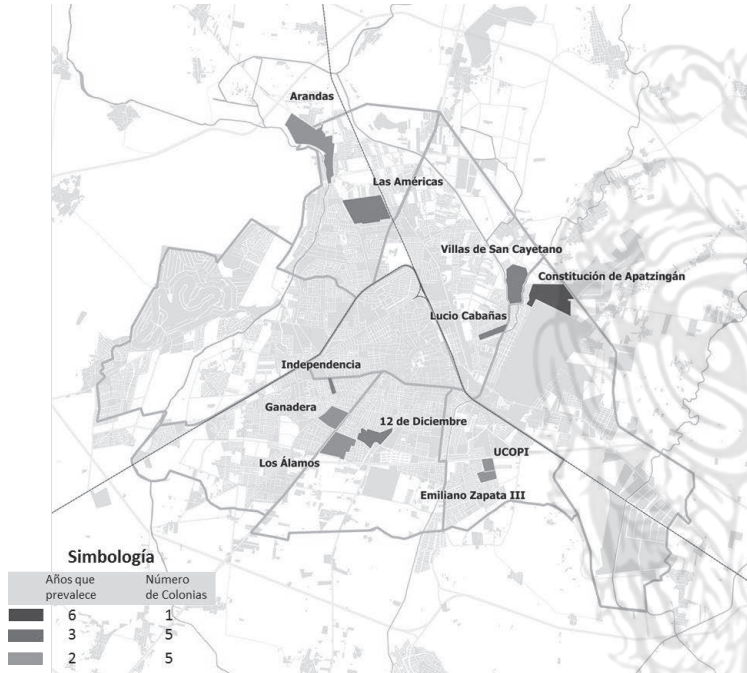 Arandas
Las Américas
Villas de San Cayetano
Constitución de Apatzingán
Lucio Cabañas
Independencia
Ganadera
12 de Diciembre
Los Álamos
UCOPI
Emiliano Zapata III
Simbología
Años que prevalece Número de Colonias
6 1
3 5
2 5